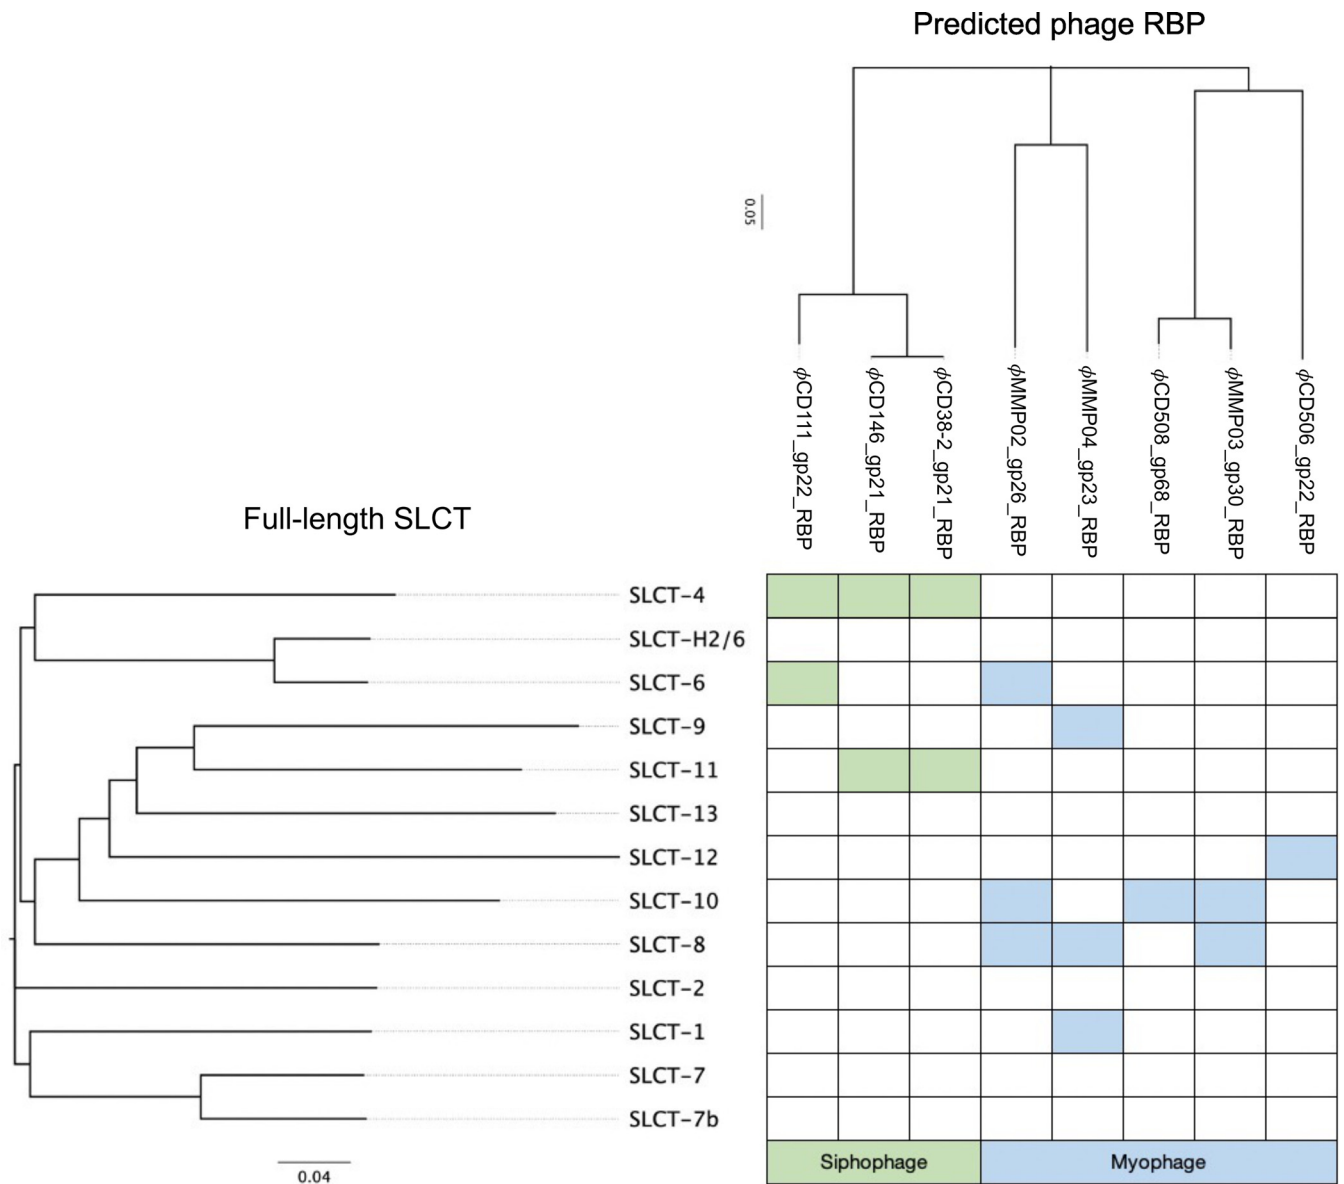 Predicted phage RBP
0.05
ϕCD111_gp22_RBP
ϕCD146_gp21_RBP
ϕCD38-2_gp21_RBP
ϕMMP02_gp26_RBP
ϕMMP04_gp23_RBP
ϕCD508_gp68_RBP
ϕMMP03_gp30_RBP
ϕCD506_gp22_RBP
Full-length SLCT
SLCT-4
SLCT-H2/6
SLCT-6
SLCT-9
SLCT-11
SLCT-13
SLCT-12
SLCT-10
SLCT-8
SLCT-2
SLCT-1
SLCT-7
SLCT-7b
0.04
Siphophage
Myophage